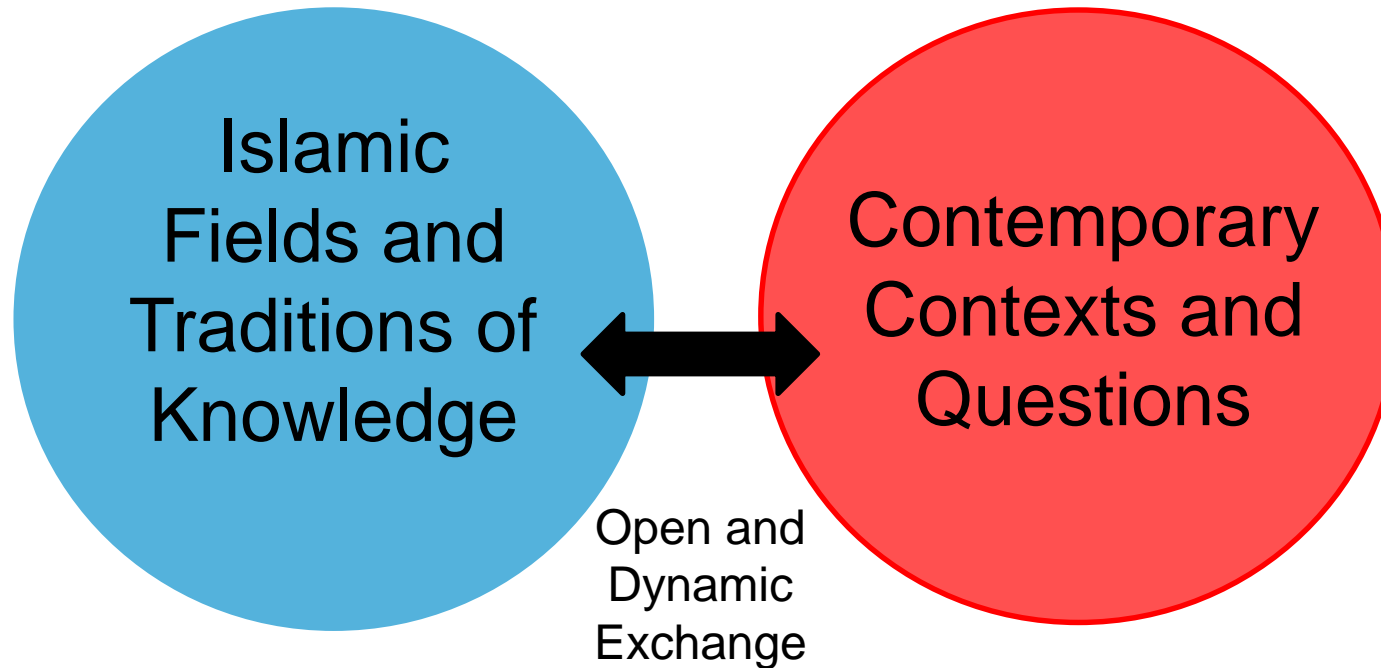 Islamic
Fields and
Traditions of
Knowledge
Contemporary
Contexts and
Questions
Open and
Dynamic
Exchange